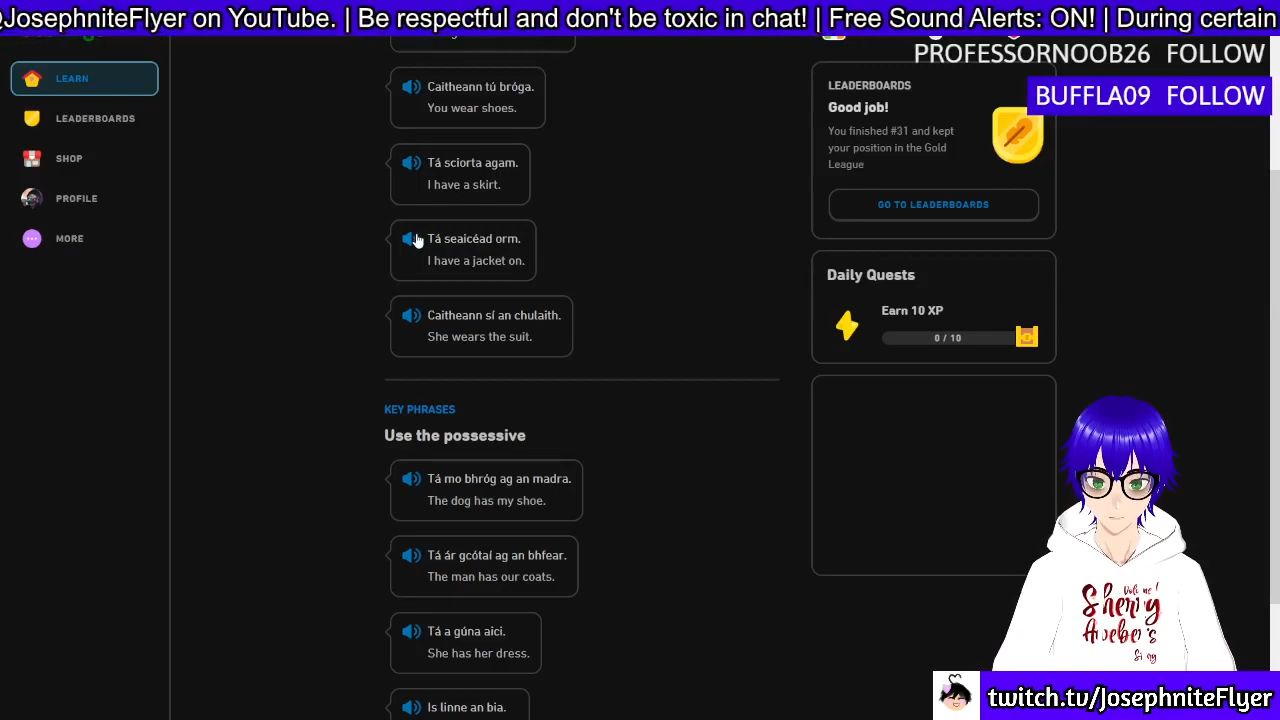 @JosephniteFlyer on YouTube. | Be respectful and don't be toxic in chat! | Free Sound Alerts: ON! | During certain
PROFESSORNOOB26 FOLLOW
BUFFLA09 FOLLOW
LEARN
LEADERBOARDS
SHOP
PROFILE
MORE
Caitheann tú bróga.
You wear shoes.
Tá sciorta agam.
I have a skirt.
Tá seaicéad orm.
I have a jacket on.
Caitheann sí an chulaith.
She wears the suit.
KEY PHRASES
Use the possessive
Tá mo bhróg ag an madra.
The dog has my shoe.
Tá ár gcótaí ag an bhfear.
The man has our coats.
Tá a gúna aici.
She has her dress.
Is linne an bia.
LEADERBOARDS
Good job!
You finished #31 and kept
your position in the Gold
League
GO TO LEADERBOARDS
Daily Quests
Earn 10 XP
0 / 10
Sherry
twitch.tv/JosephniteFlyer